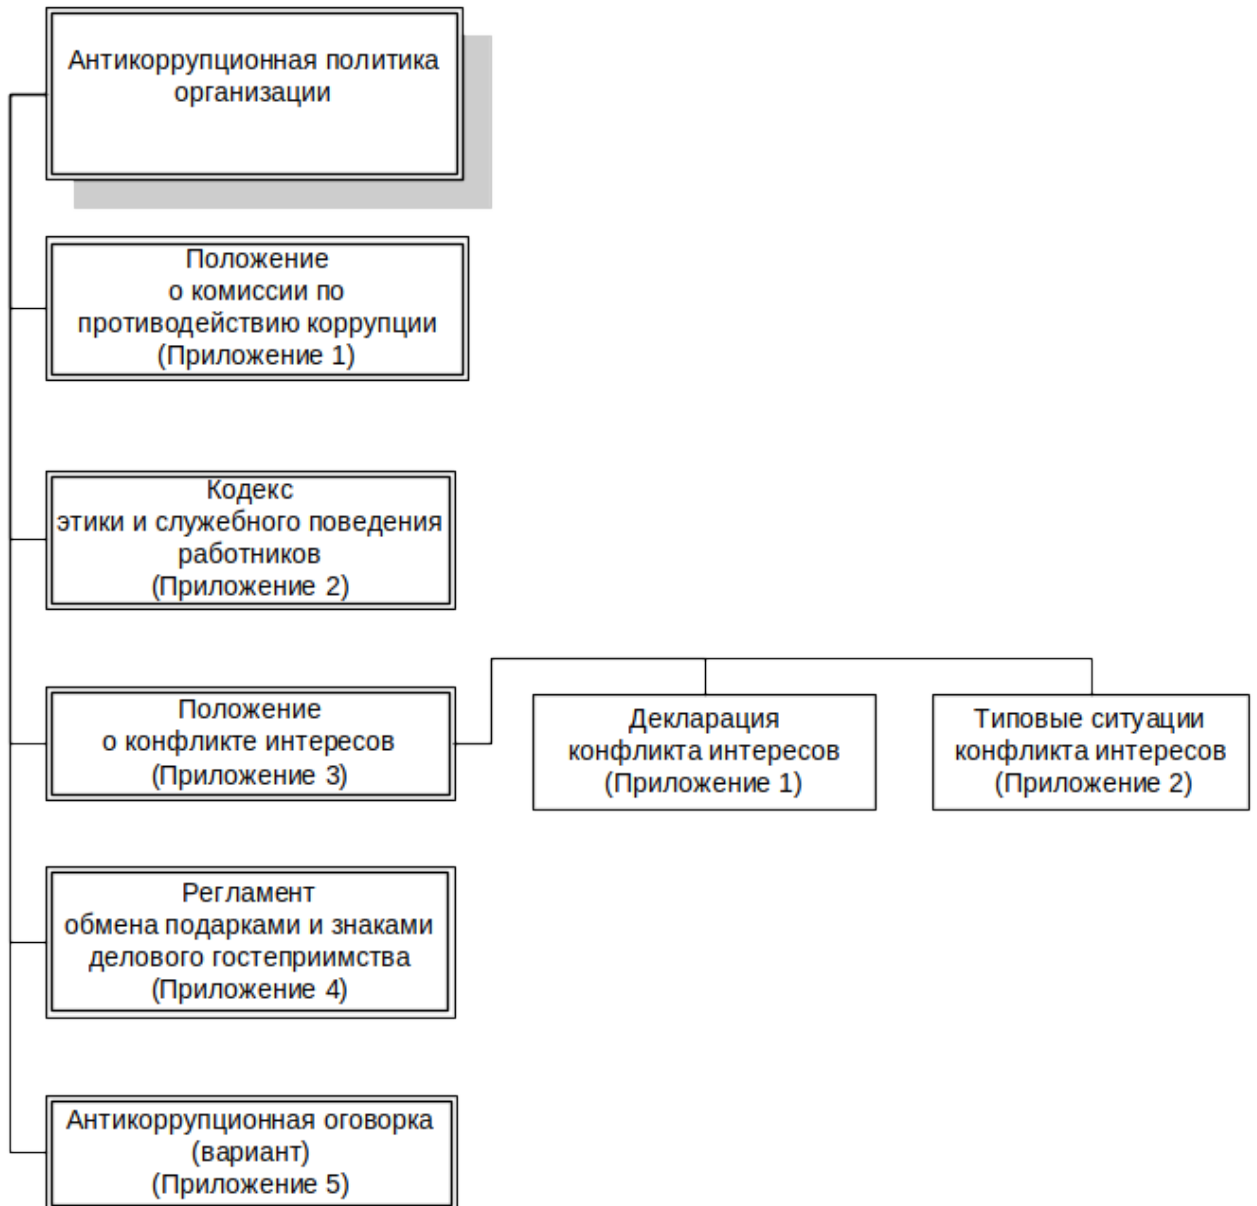 Антикоррупционная политика
организации
Положение
о комиссии по
противодействию коррупции
(Приложение 1)
Кодекс
этики и служебного поведения
работников
(Приложение 2)
Положение
о конфликте интересов
(Приложение 3)
Декларация
конфликта интересов
(Приложение 1)
Типовые ситуации
конфликта интересов
(Приложение 2)
Регламент
обмена подарками и знаками
делового гостеприимства
(Приложение 4)
Антикоррупционная оговорка
(вариант)
(Приложение 5)